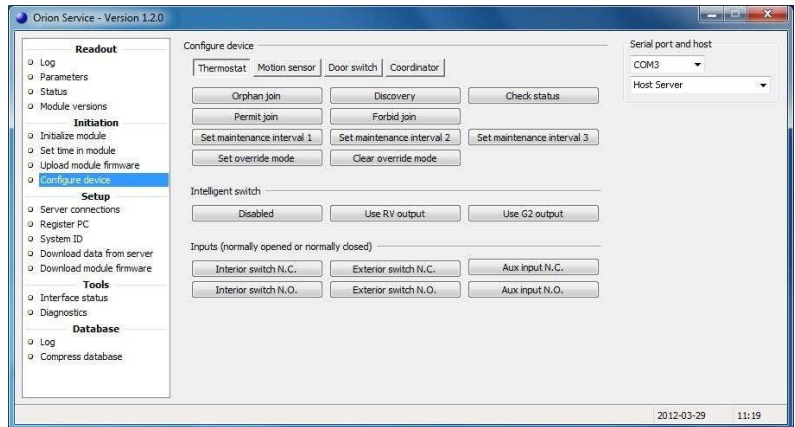 Orion Service - Version 1.2.0
Readout
Log
Parameters
Status
Module versions
Initiation
Initialize module
Set time in module
Upload module firmware
Configure device
Setup
Server connections
Register PC
System ID
Download data from server
Download module firmware
Tools
Interface status
Diagnostics
Database
Log
Compress database
Configure device
Thermostat Motion sensor Door switch Coordinator
Orphan join Discovery Check status
Permit join Forbid join
Set maintenance interval 1 Set maintenance interval 2 Set maintenance interval 3
Set override mode Clear override mode
Intelligent switch
Disabled Use RV output Use G2 output
Inputs (normally opened or normally closed)
Interior switch N.C. Exterior switch N.C. Aux input N.C.
Interior switch N.O. Exterior switch N.O. Aux input N.O.
Serial port and host
COM3
Host Server
2012-03-29 11:19